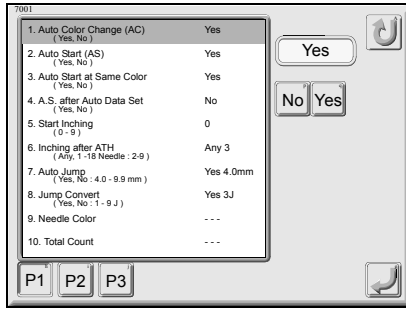 7001
1. Auto Color Change (AC) Yes
( Yes, No )
2. Auto Start (AS) Yes
( Yes, No )
3. Auto Start at Same Color Yes
( Yes, No )
4. A.S. after Auto Data Set No
( Yes, No )
5. Start Inching 0
( 0 - 9 )
6. Inching after ATH Any 3
( Any, 1 -18 Needle : 2-9 )
7. Auto Jump Yes 4.0mm
( Yes, No : 4.0 - 9.9 mm )
8. Jump Convert Yes 3J
( Yes, No : 1 - 9 J )
9. Needle Color - - -
10. Total Count - - -
Yes
No Yes
P1 P2 P3